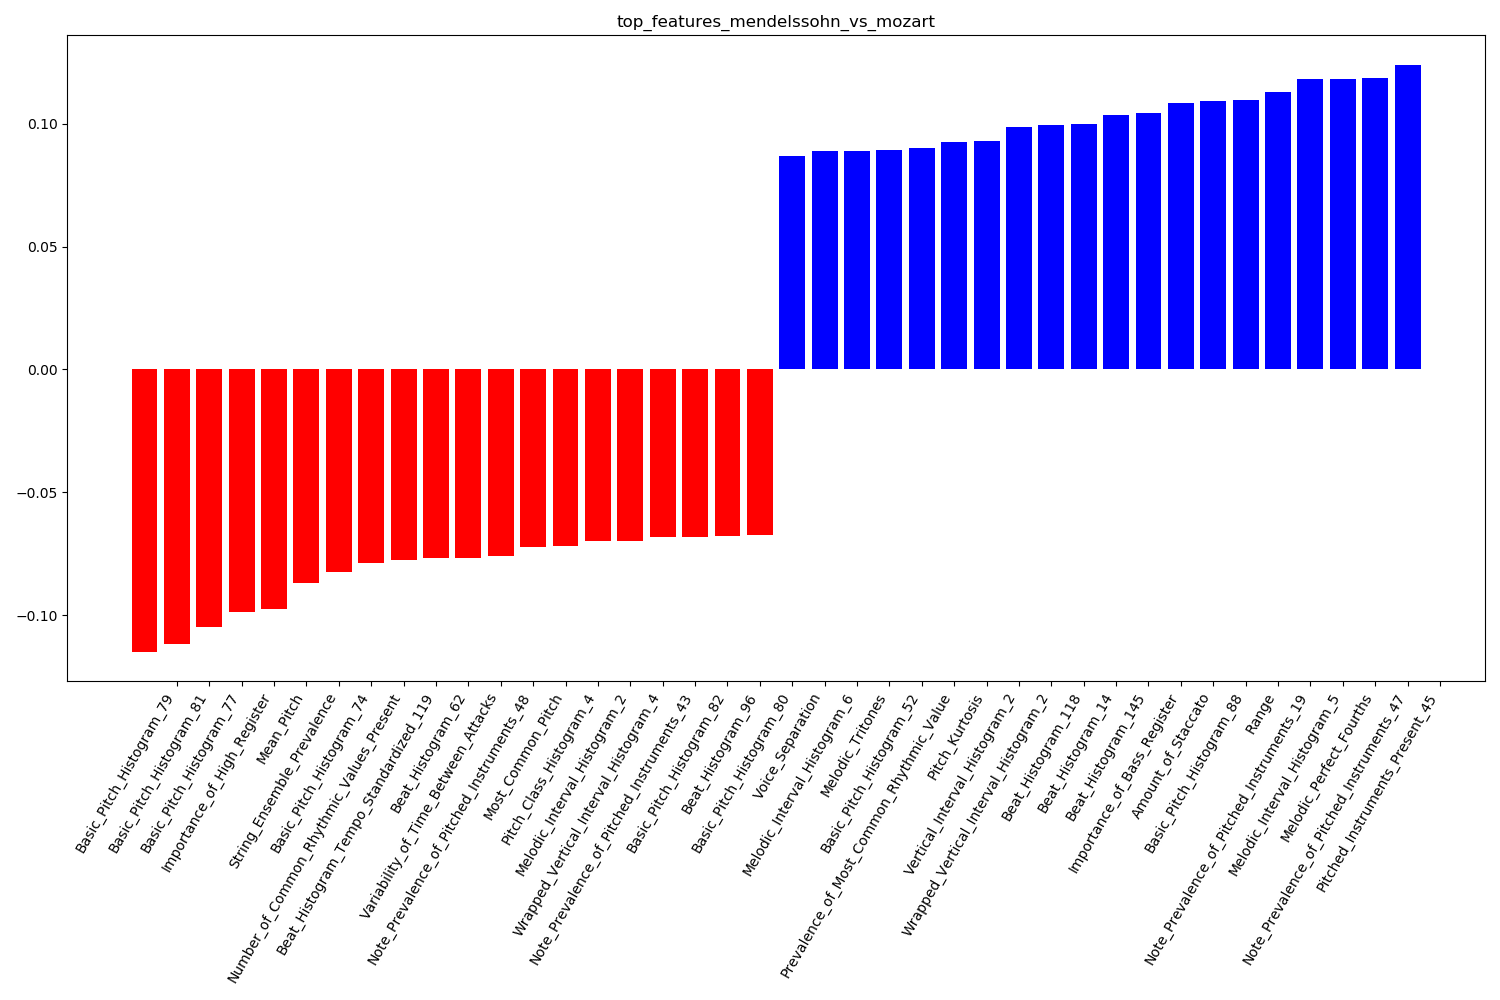 top_features_mendelssohn_vs_mozart
0.10
0.05
0.00
−0.05
−0.10
Basic_Pitch_Histogram_79
Basic_Pitch_Histogram_81
Basic_Pitch_Histogram_77
Importance_of_High_Register
Mean_Pitch
String_Ensemble_Prevalence
Basic_Pitch_Histogram_74
Number_of_Common_Rhythmic_Values_Present
Beat_Histogram_Tempo_Standardized_119
Beat_Histogram_62
Variability_of_Time_Between_Attacks
Note_Prevalence_of_Pitched_Instruments_48
Most_Common_Pitch
Pitch_Class_Histogram_4
Melodic_Interval_Histogram_2
Wrapped_Vertical_Interval_Histogram_4
Note_Prevalence_of_Pitched_Instruments_43
Basic_Pitch_Histogram_82
Beat_Histogram_96
Basic_Pitch_Histogram_80
Voice_Separation
Melodic_Interval_Histogram_6
Melodic_Tritones
Basic_Pitch_Histogram_52
Prevalence_of_Most_Common_Rhythmic_Value
Pitch_Kurtosis
Vertical_Interval_Histogram_2
Wrapped_Vertical_Interval_Histogram_2
Beat_Histogram_118
Beat_Histogram_14
Beat_Histogram_145
Importance_of_Bass_Register
Amount_of_Staccato
Basic_Pitch_Histogram_88
Range
Note_Prevalence_of_Pitched_Instruments_19
Melodic_Interval_Histogram_5
Melodic_Perfect_Fourths
Note_Prevalence_of_Pitched_Instruments_47
Pitched_Instruments_Present_45